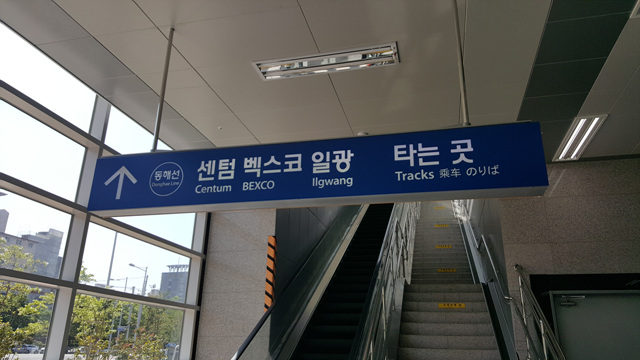 동해선
Donghae Line
센텀 벡스코 일광 타는 곳
Centum BEXCO Ilgwang Tracks 乘车 のりば